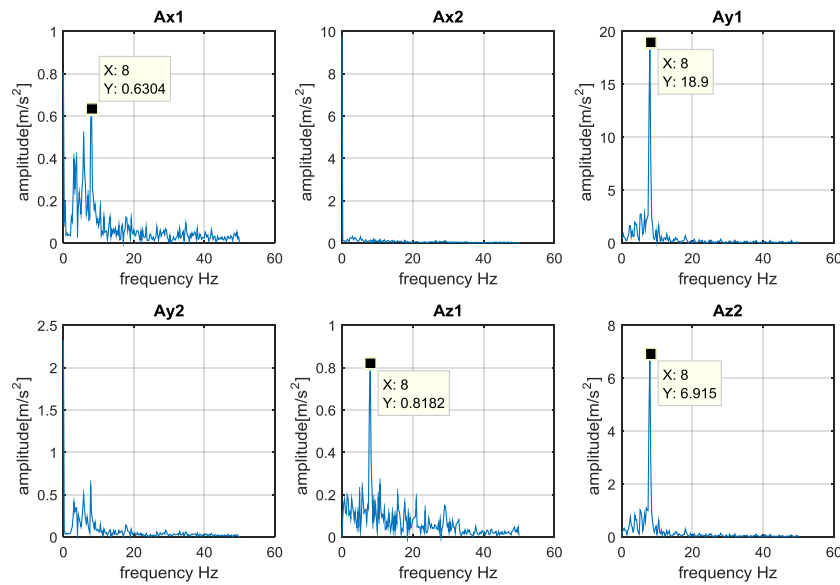 Ax1
1
0.8
0.6
0.4
0.2
0
amplitude[m/s²]
X: 8
Y: 0.6304
0 20 40 60
frequency Hz
Ax2
10
8
6
4
2
0
amplitude[m/s²]
0 20 40 60
frequency Hz
Ay1
20
15
10
5
0
amplitude[m/s²]
X: 8
Y: 18.9
0 20 40 60
frequency Hz
Ay2
2.5
2
1.5
1
0.5
0
amplitude[m/s²]
0 20 40 60
frequency Hz
Az1
1
0.8
0.6
0.4
0.2
0
amplitude[m/s²]
X: 8
Y: 0.8182
0 20 40 60
frequency Hz
Az2
8
6
4
2
0
amplitude[m/s²]
X: 8
Y: 6.915
0 20 40 60
frequency Hz